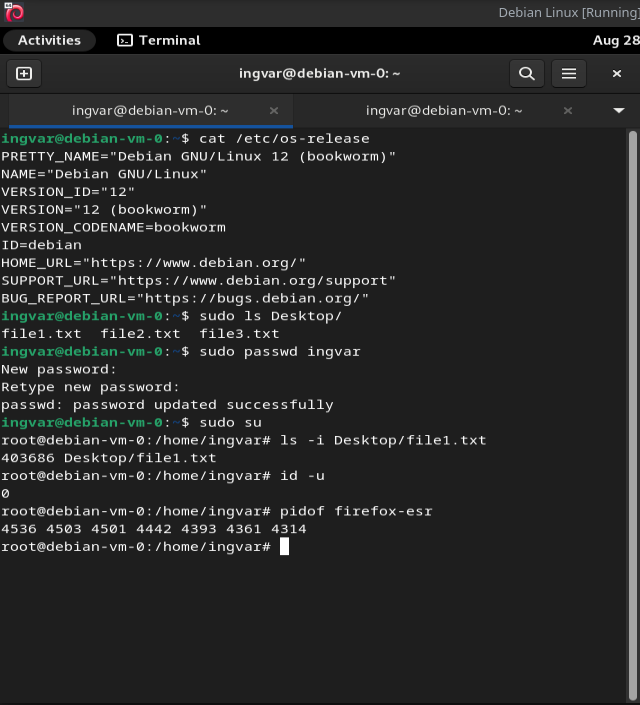 Debian Linux [Running]
Activities Terminal Aug 28
ingvar@debian-vm-0: ~
ingvar@debian-vm-0: ~ ingvar@debian-vm-0: ~
ingvar@debian-vm-0:~$ cat /etc/os-release
PRETTY_NAME="Debian GNU/Linux 12 (bookworm)"
NAME="Debian GNU/Linux"
VERSION_ID="12"
VERSION="12 (bookworm)"
VERSION_CODENAME=bookworm
ID=debian
HOME_URL="https://www.debian.org/"
SUPPORT_URL="https://www.debian.org/support"
BUG_REPORT_URL="https://bugs.debian.org/"
ingvar@debian-vm-0:~$ sudo ls Desktop/
file1.txt  file2.txt  file3.txt
ingvar@debian-vm-0:~$ sudo passwd ingvar
New password:
Retype new password:
passwd: password updated successfully
ingvar@debian-vm-0:~$ sudo su
root@debian-vm-0:/home/ingvar# ls -i Desktop/file1.txt
403686 Desktop/file1.txt
root@debian-vm-0:/home/ingvar# id -u
0
root@debian-vm-0:/home/ingvar# pidof firefox-esr
4536 4503 4501 4442 4393 4361 4314
root@debian-vm-0:/home/ingvar#